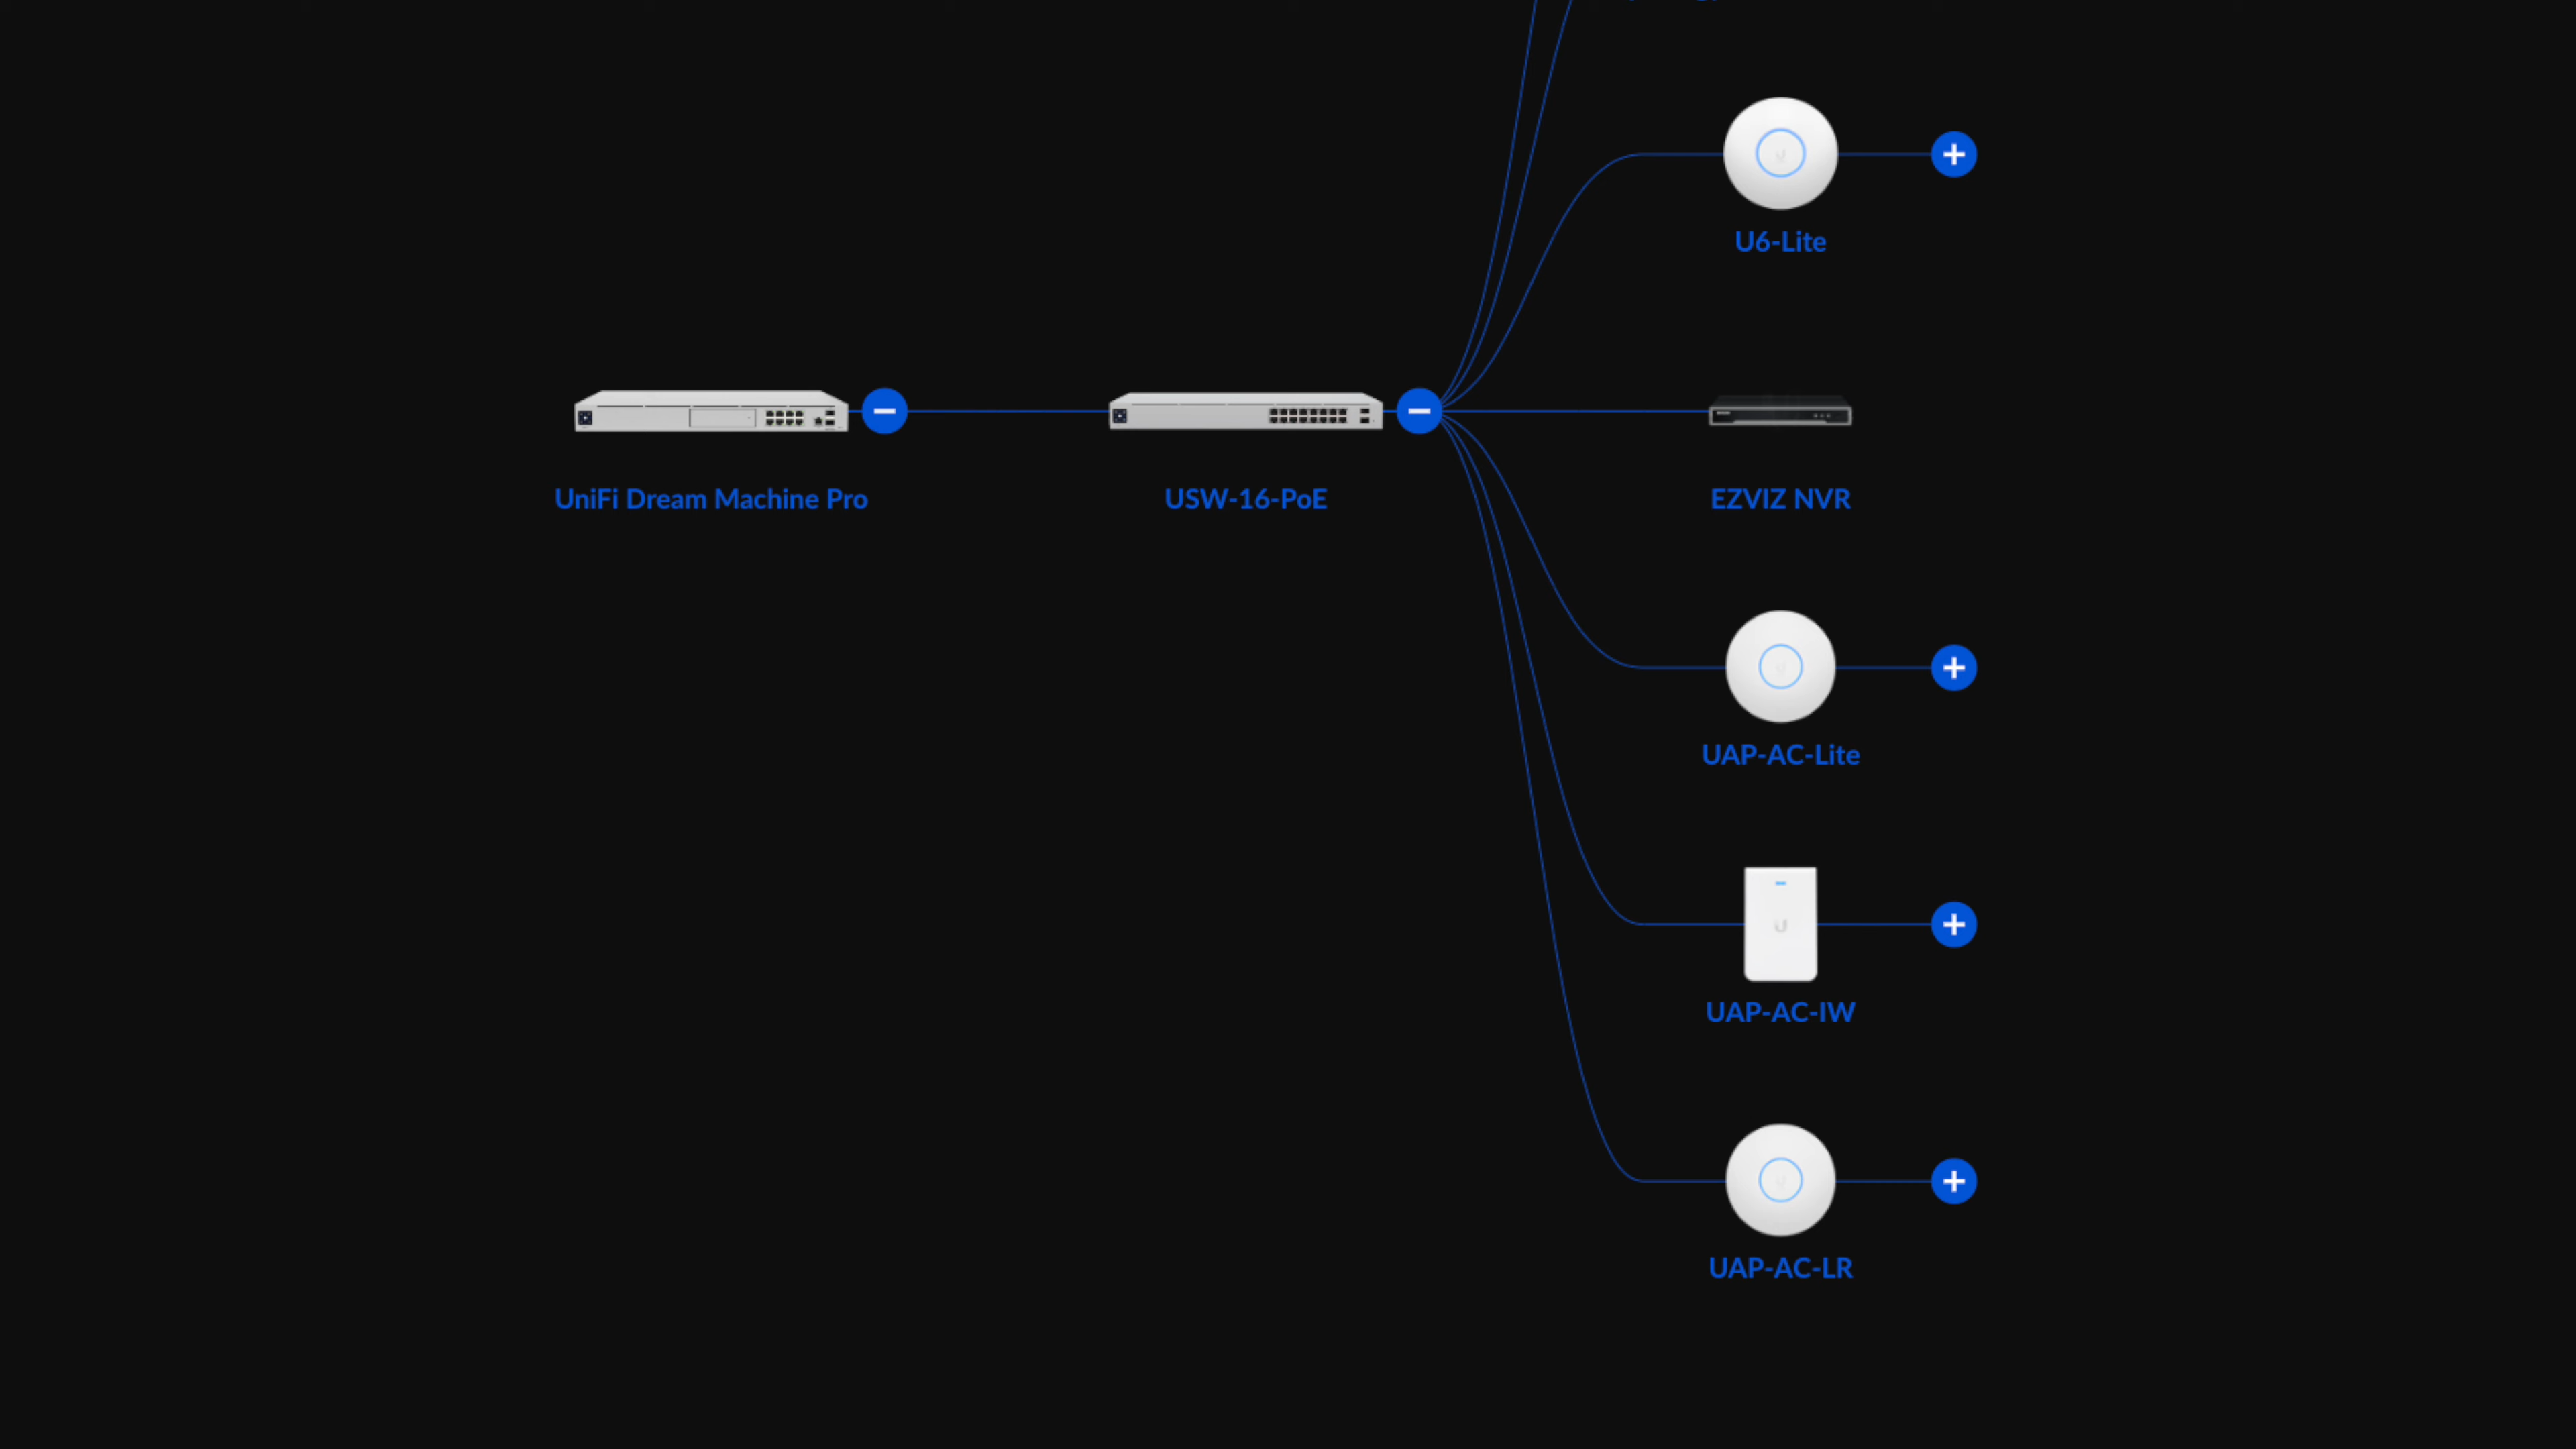 U6-Lite
UniFi Dream Machine Pro
USW-16-PoE
EZVIZ NVR
UAP-AC-Lite
UAP-AC-IW
UAP-AC-LR